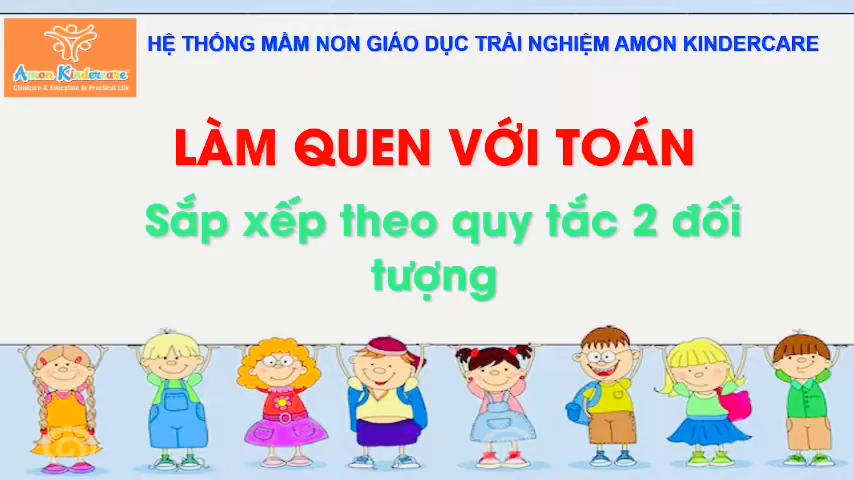 HỆ THỐNG MẦM NON GIÁO DỤC TRẢI NGHIỆM AMON KINDERCARE
Amon Kindercare
Childcare & Education in Practical Life
LÀM QUEN VỚI TOÁN
Sắp xếp theo quy tắc 2 đối
tượng